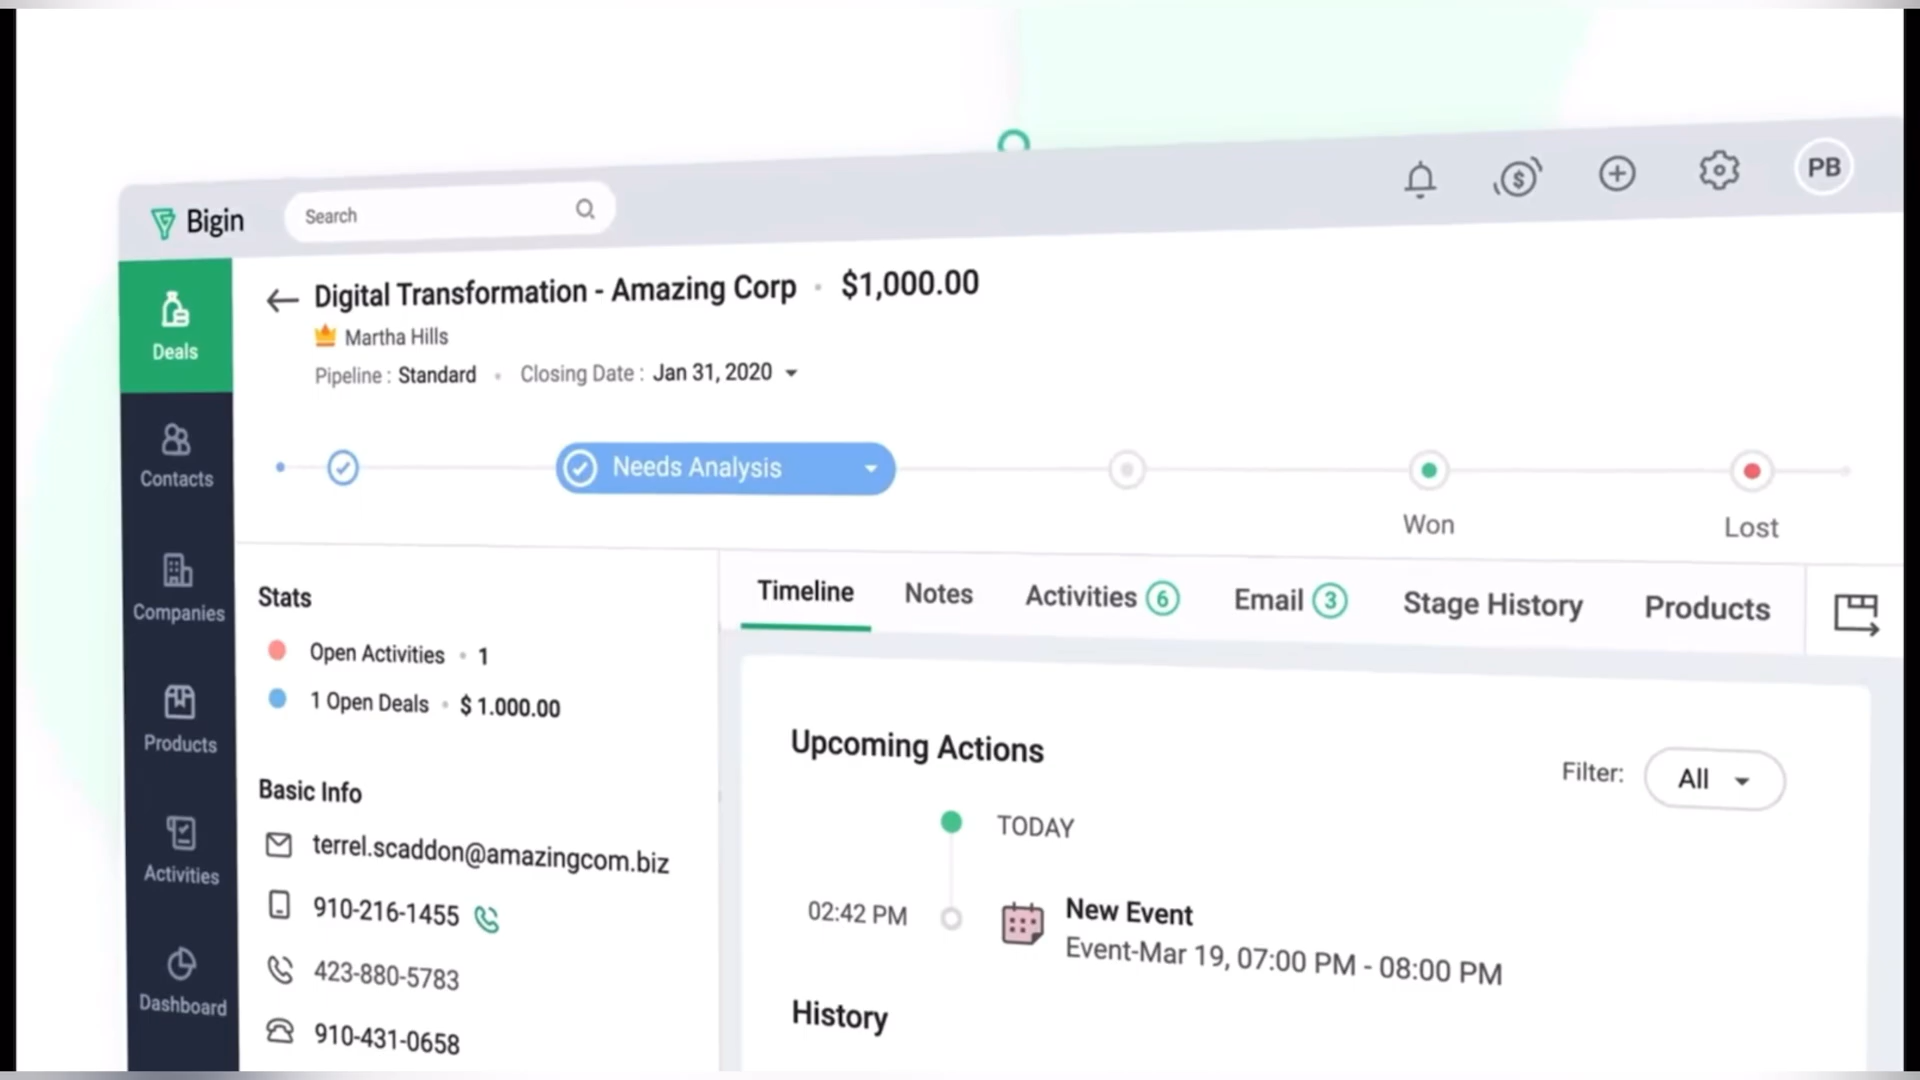 Bigin
Search
PB
Digital Transformation - Amazing Corp • $1,000.00
Martha Hills
Pipeline : Standard • Closing Date : Jan 31, 2020
Needs Analysis
Won
Lost
Deals
Contacts
Companies
Products
Activities
Dashboard
Stats
Open Activities • 1
1 Open Deals • $ 1.000.00
Basic Info
terrel.scaddon@amazingcom.biz
910-216-1455
423-880-5783
910-431-0658
Timeline
Notes
Activities 6
Email 3
Stage History
Products
Upcoming Actions
Filter: All
TODAY
02:42 PM
New Event
Event-Mar 19, 07:00 PM - 08:00 PM
History